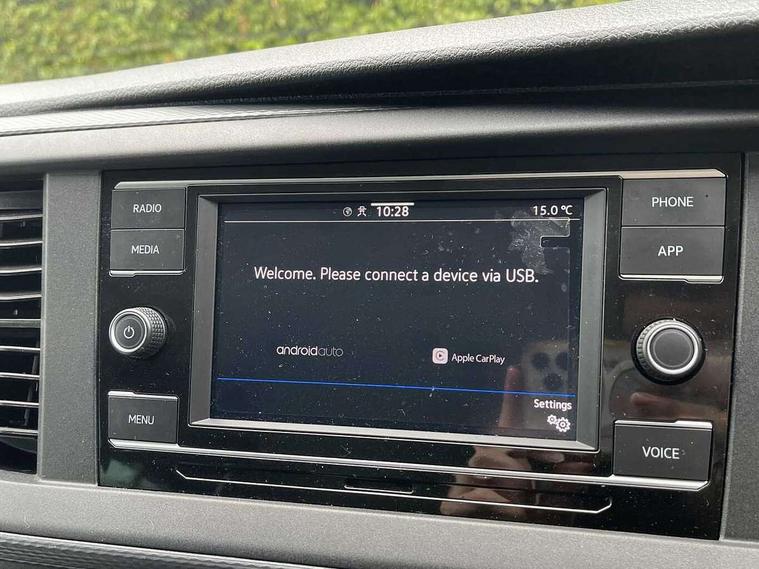 RADIO
MEDIA
MENU
10:28
15.0 °C
Welcome. Please connect a device via USB.
androidauto
Apple CarPlay
Settings
PHONE
APP
VOICE